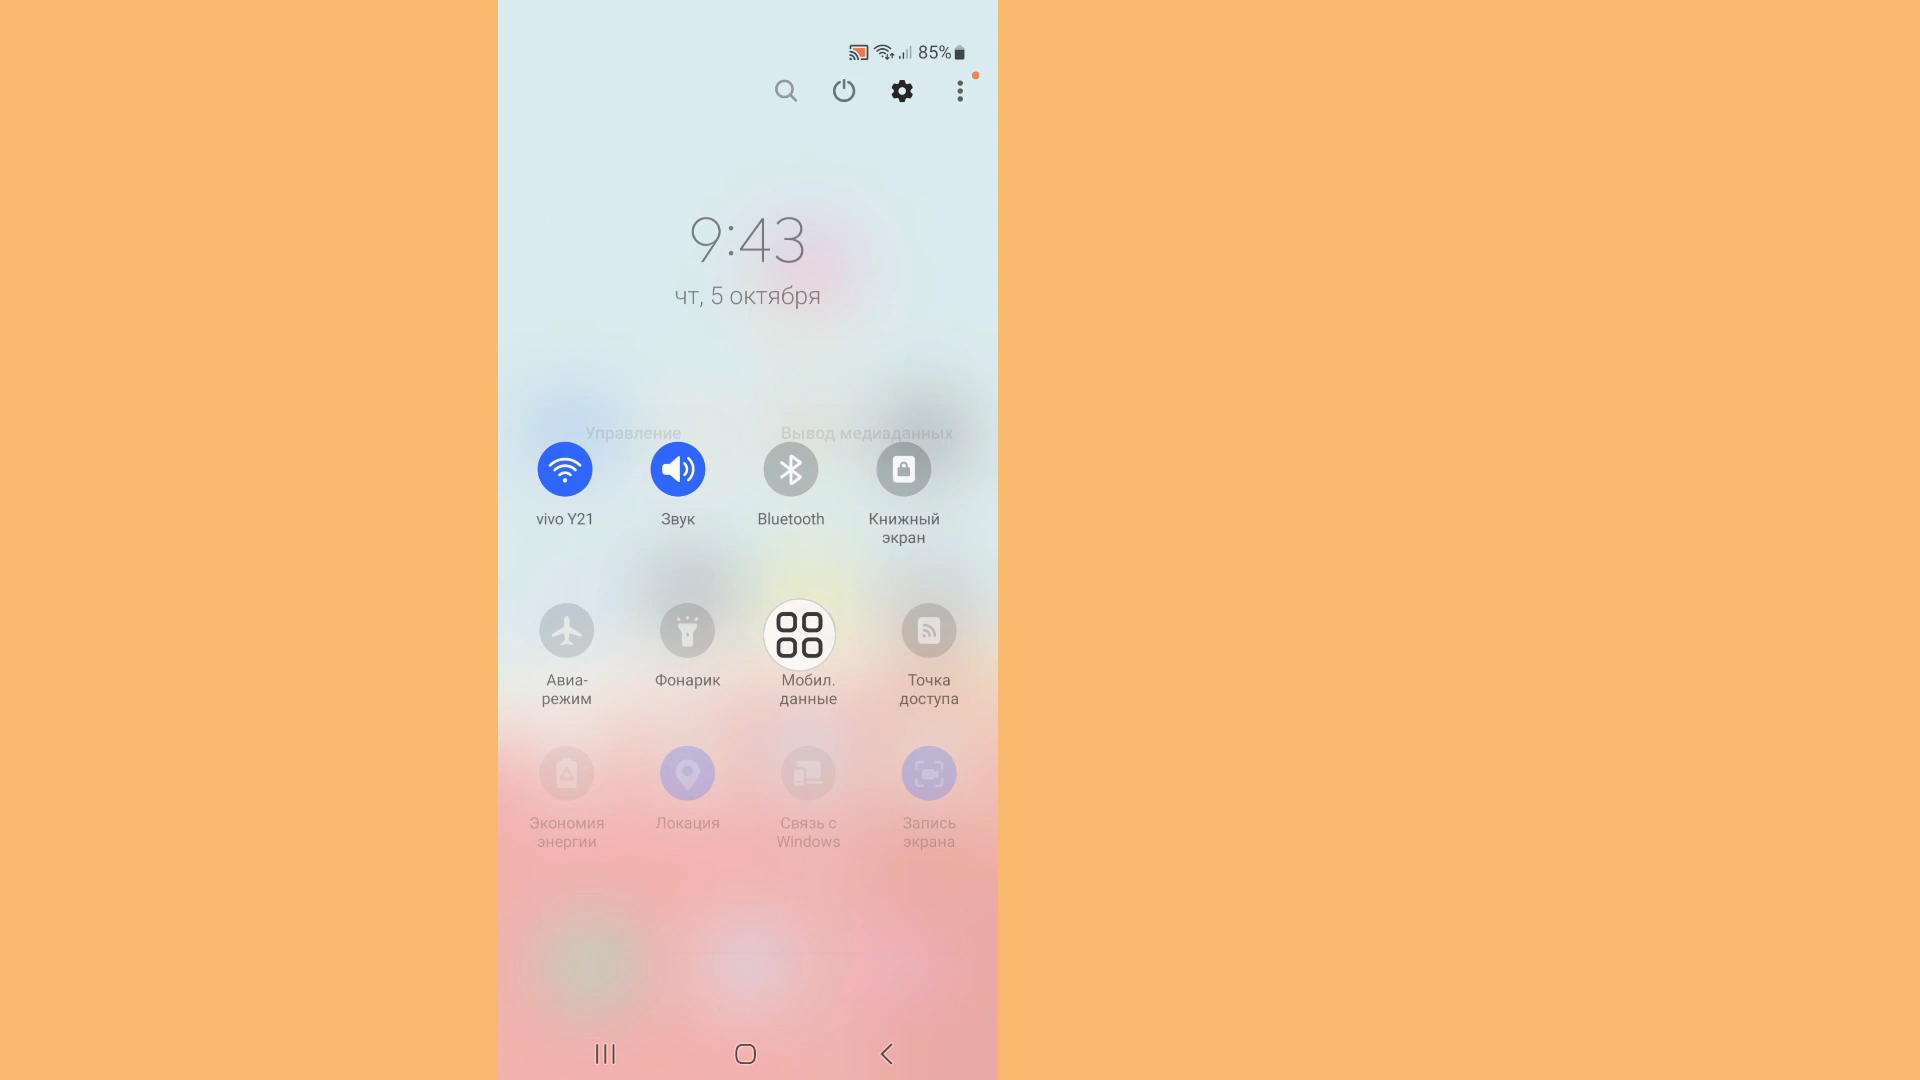 85%
9:43
чт, 5 октября
Управление
Вывод медиаданных
vivo Y21
Звук
Bluetooth
Книжный
экран
Авиа-
режим
Фонарик
Мобил.
данные
Точка
доступа
Экономия
энергии
Локация
Связь с
Windows
Запись
экрана